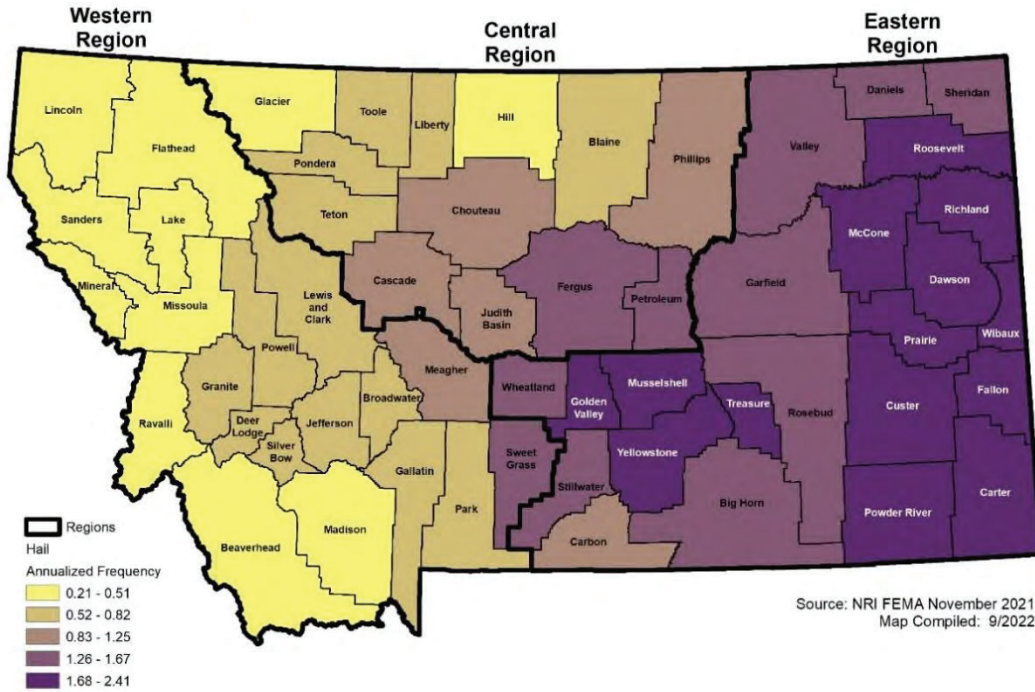 Western
Region
Central
Region
Eastern
Region
Lincoln
Flathead
Glacier
Toole
Liberty
Hill
Blaine
Phillips
Valley
Daniels
Sheridan
Roosevelt
Pondera
Teton
Chouteau
Sanders
Lake
McCone
Richland
Mineral
Missoula
Lewis
and
Clark
Cascade
Judith
Basin
Fergus
Petroleum
Garfield
Dawson
Prairie
Wibaux
Powell
Granite
Meagher
Wheatland
Golden
Valley
Musselshell
Treasure
Rosebud
Custer
Fallon
Ravalli
Deer
Lodge
Silver
Bow
Jefferson
Broadwater
Gallatin
Park
Sweet
Grass
Stillwater
Yellowstone
Big Horn
Powder River
Carter
Beaverhead
Madison
Carbon
Regions
Hail
Annualized Frequency
0.21 - 0.51
0.52 - 0.82
0.83 - 1.25
1.26 - 1.67
1.68 - 2.41
Source: NRI FEMA November 2021
Map Compiled: 9/2022